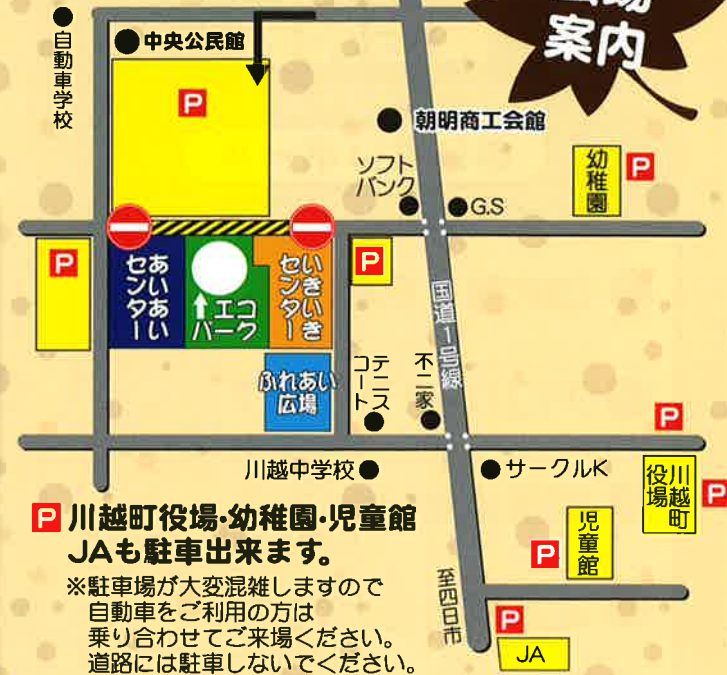 案内
自動車学校
中央公民館
P
朝明商工会館
ソフト
バンク
G.S
幼稚園
P
P
あいあい
センター
エコ
パーク
いきいき
センター
P
国道1号線
ふれあい
広場
テニス
コート
不二家
P
川越中学校
サークルK
川越町
役場
P
P 川越町役場・幼稚園・児童館
JAも駐車出来ます。
※駐車場が大変混雑しますので
自動車をご利用の方は
乗り合わせてご来場ください。
道路には駐車しないでください。
児童館
P
至四日市
P
JA